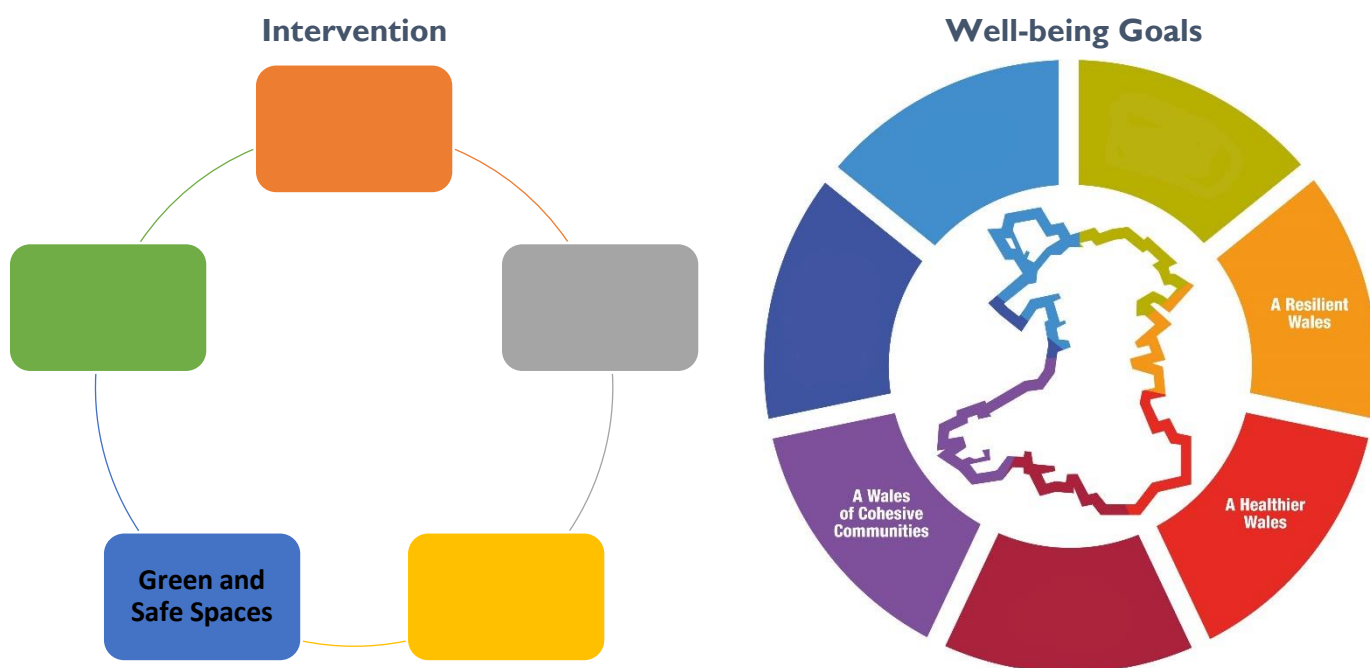 Intervention
Green and
Safe Spaces
Well-being Goals
A Resilient
Wales
A Healthier
Wales
A Wales
of Cohesive
Communities